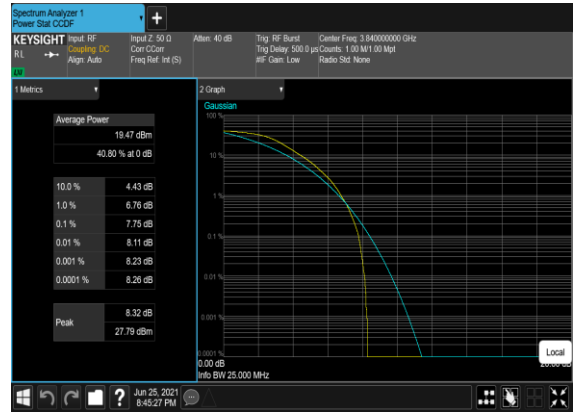 Spectrum Analyzer 1
Power Stat CCDF
KEYSIGHT
RL
Input: RF
Coupling: DC
Align: Auto
Input Z: 50 Ω
Corr CCorr
Freq Ref: Int (S)
Atten: 40 dB
Trig: RF Burst
Trig Delay: 500.0 µs
#IF Gain: Low
Center Freq: 3.840000000 GHz
Counts: 1.00 M/1.00 Mpt
Radio Std: None
1 Metrics
Average Power
19.47 dBm
40.80 % at 0 dB
10.0 % 4.43 dB
1.0 % 6.76 dB
0.1 % 7.75 dB
0.01 % 8.11 dB
0.001 % 8.23 dB
0.0001 % 8.26 dB
Peak
8.32 dB
27.79 dBm
2 Graph
Gaussian
100 %
10 %
1 %
0.1 %
0.01 %
0.001 %
0.0001 %
0.00 dB
Info BW 25.000 MHz
Local
?
Jun 25, 2021
8:45:27 PM